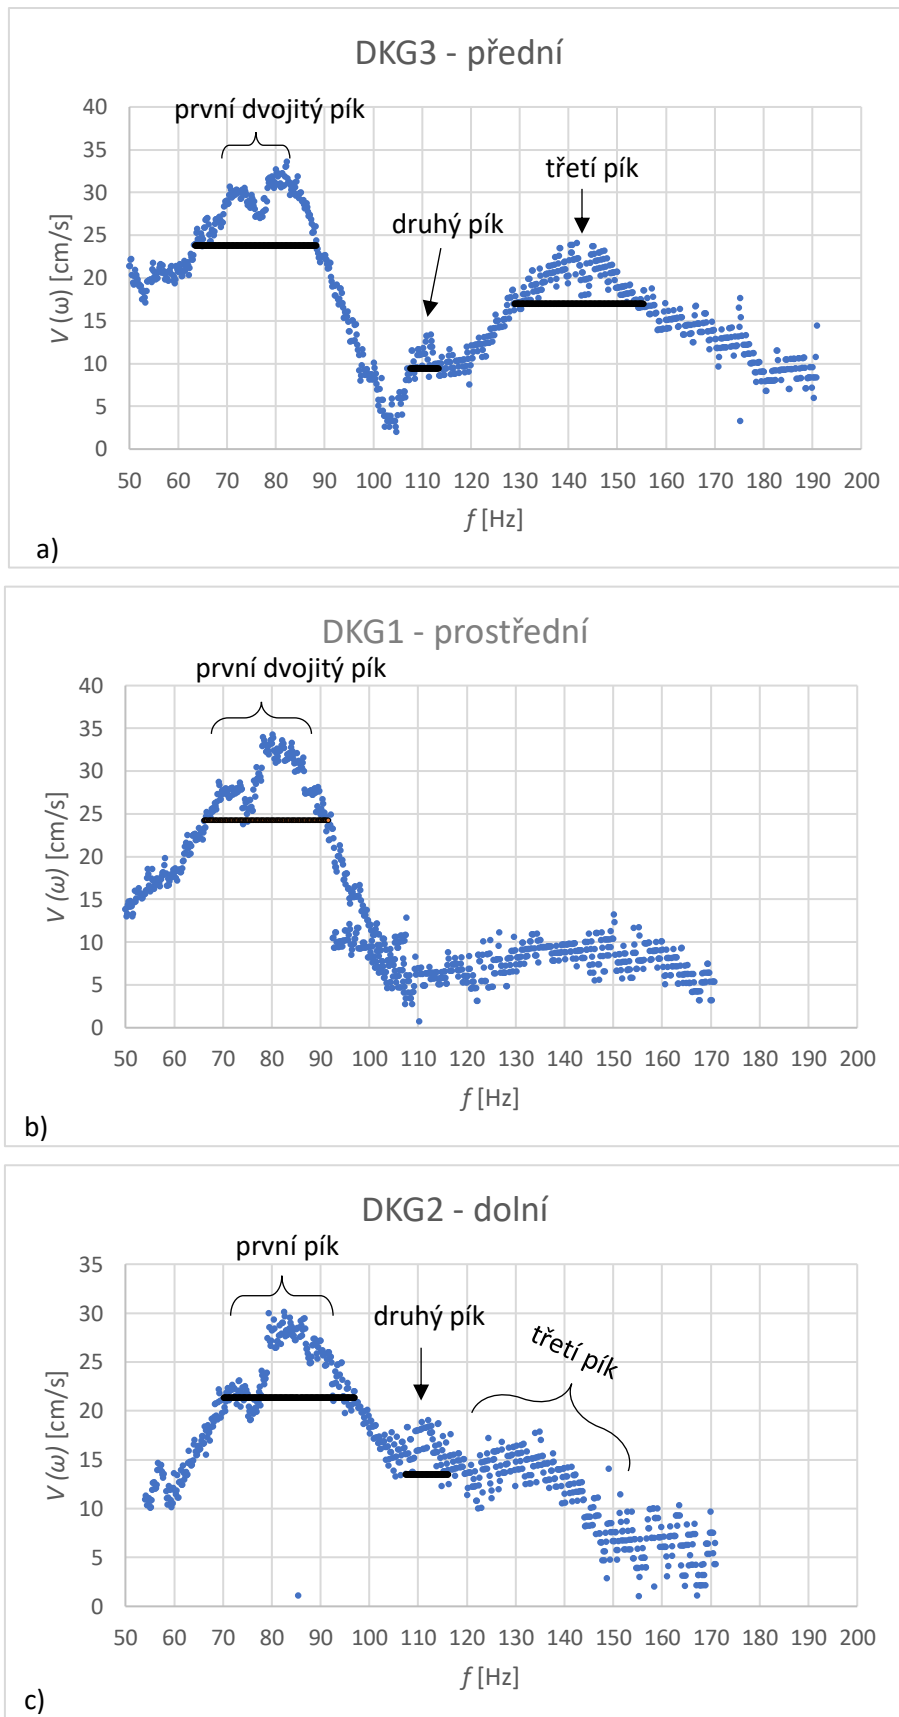 DKG3 - přední
první dvojitý pík
třetí pík
druhý pík
V (ω) [cm/s]
40
35
30
25
20
15
10
5
0
50 60 70 80 90 100 110 120 130 140 150 160 170 180 190 200
f [Hz]
a)
DKG1 - prostřední
první dvojitý pík
V (ω) [cm/s]
40
35
30
25
20
15
10
5
0
50 60 70 80 90 100 110 120 130 140 150 160 170 180 190 200
f [Hz]
b)
DKG2 - dolní
první pík
druhý pík
třetí pík
V (ω) [cm/s]
35
30
25
20
15
10
5
0
50 60 70 80 90 100 110 120 130 140 150 160 170 180 190 200
f [Hz]
c)